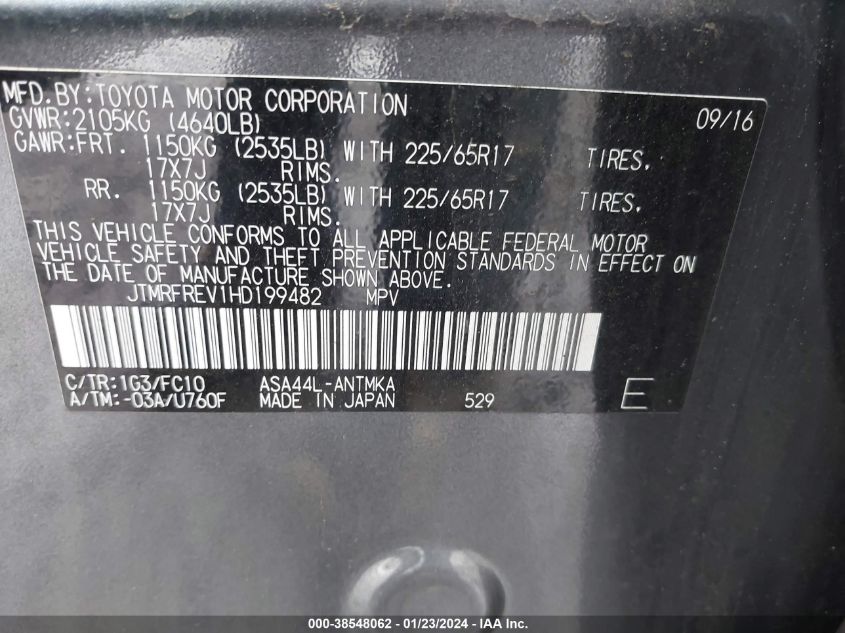 MFD.BY:TOYOTA MOTOR CORPORATION 09/16
GVWR:2105KG (4640LB)
GAWR:FRT. 1150KG (2535LB) WITH 225/65R17 TIRES.
17X7J RIMS.
RR. 1150KG (2535LB) WITH 225/65R17 TIRES.
17X7J RIMS.
THIS VEHICLE CONFORMS TO ALL APPLICABLE FEDERAL MOTOR
VEHICLE SAFETY AND THEFT PREVENTION STANDARDS IN EFFECT ON
THE DATE OF MANUFACTURE SHOWN ABOVE.
JTMRFREV1HD199482 MPV
C/TR:1G3/FC10 ASA44L-ANTMKA
A/TM:-03A/U760F MADE IN JAPAN 529 E
000-38548062 - 01/23/2024 - IAA Inc.